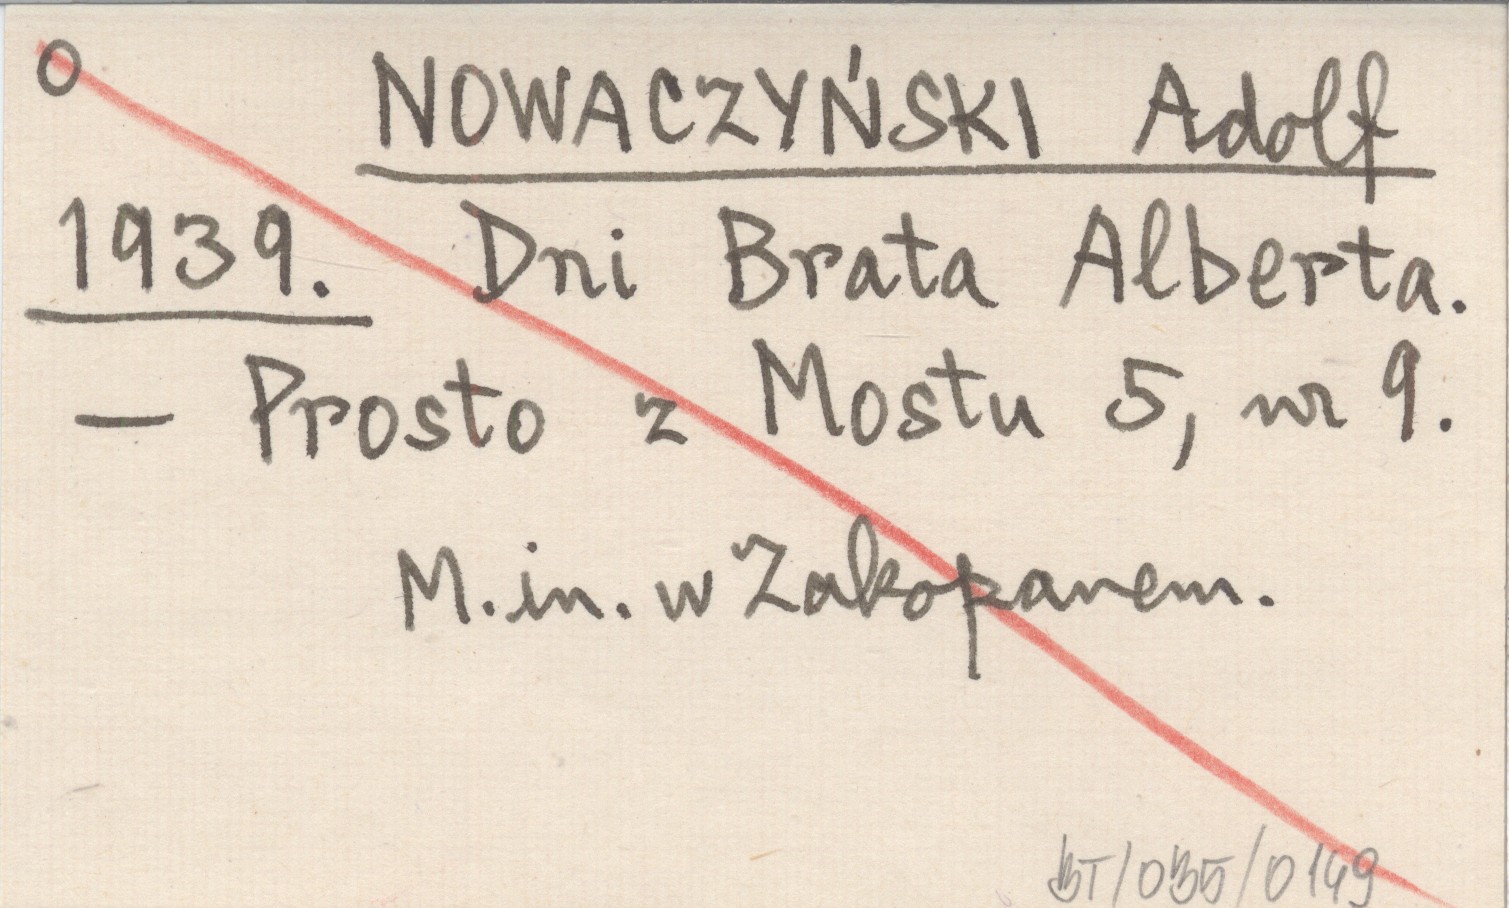 O NOWACZYŃSKI Adolf
1939. Dni Brata Alberta.
— Prosto z Mostu 5, nr 9.
M. in. w Zakopanem.
BT/035/0149